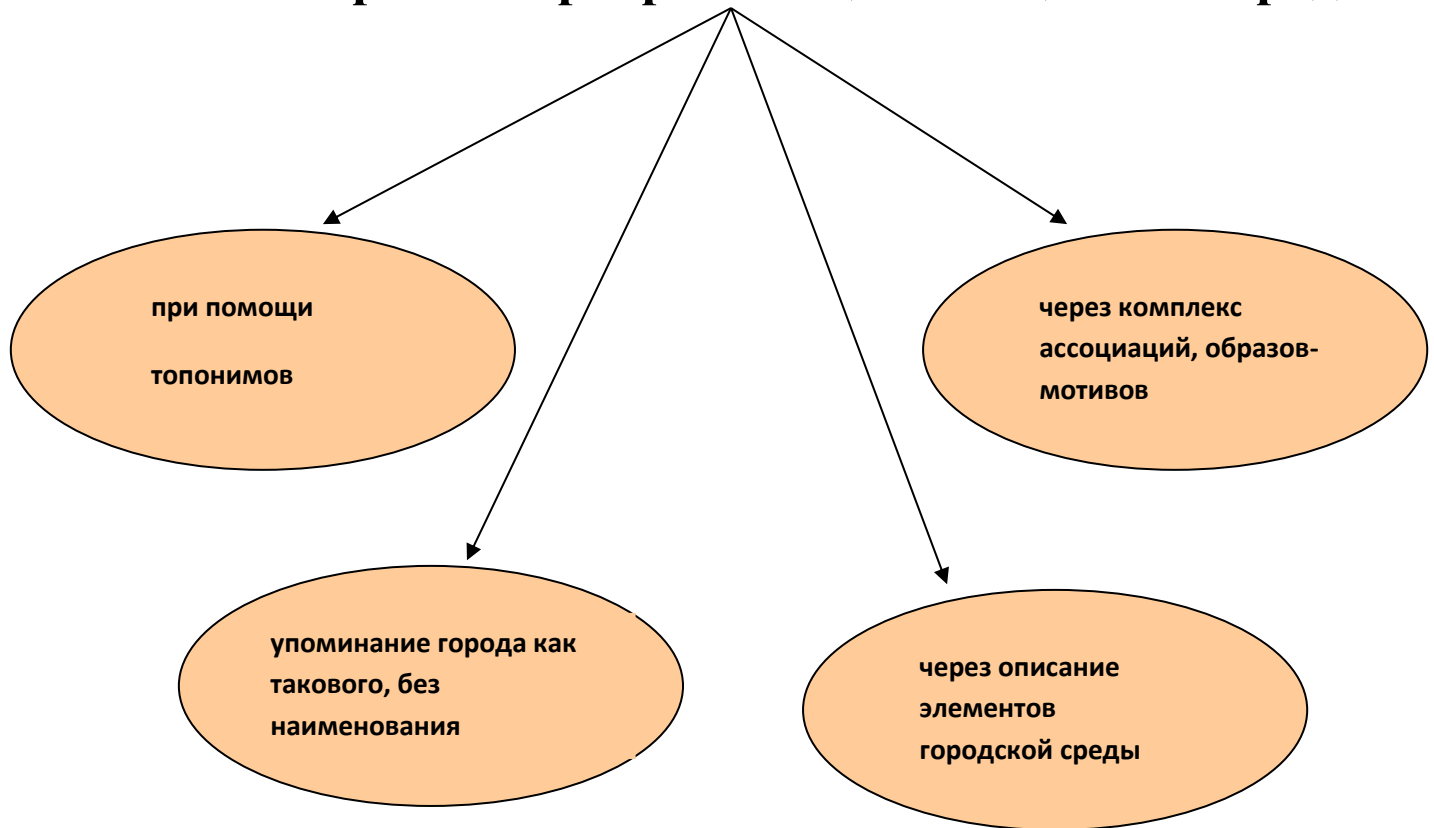 при помощи
топонимов
через комплекс
ассоциаций, образов-
мотивов
упоминание города как
такового, без
наименования
через описание
элементов
городской среды